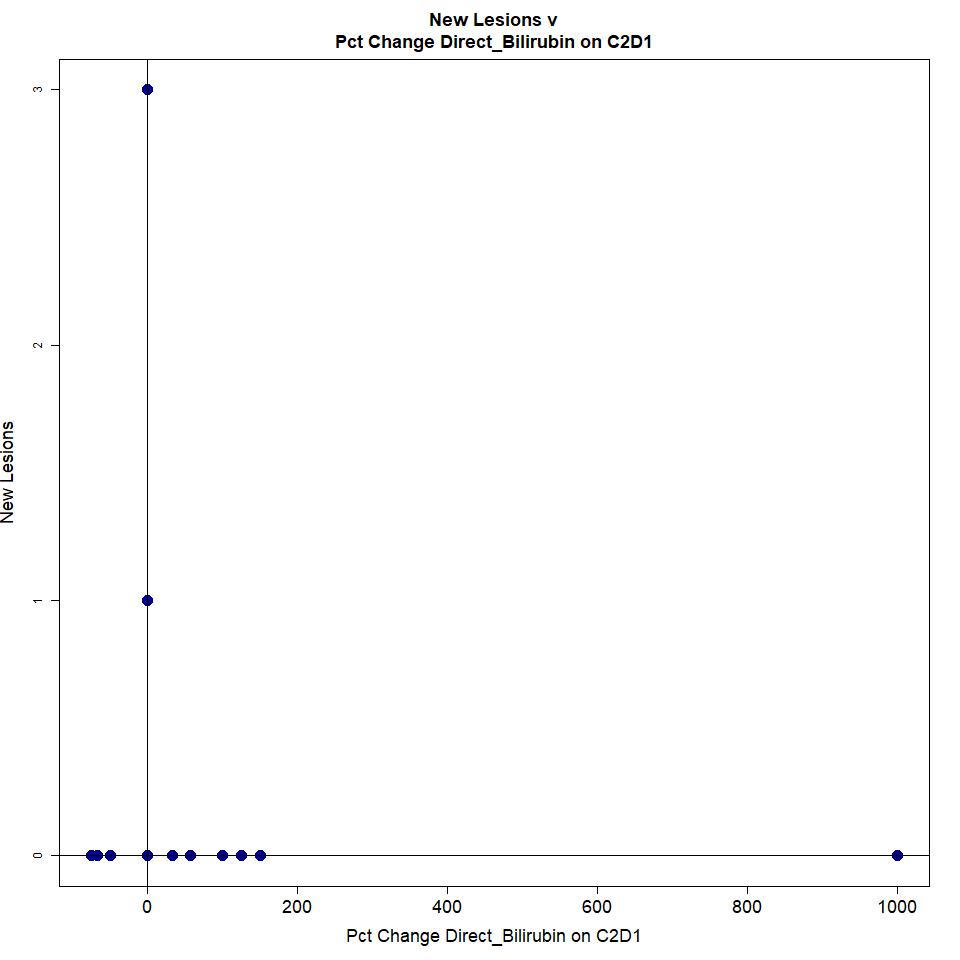 New Lesions v
Pct Change Direct_Bilirubin on C2D1
3
2
1
0
New Lesions
0 200 400 600 800 1000
Pct Change Direct_Bilirubin on C2D1